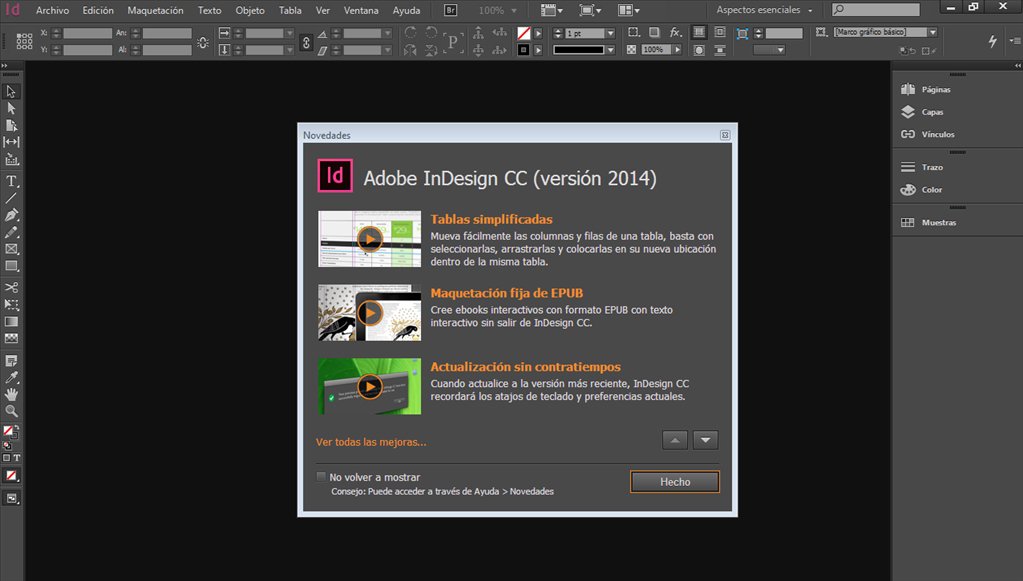 Id Archivo Edición Maquetación Texto Objeto Tabla Ver Ventana Ayuda Br 100% Aspectos esenciales
X: An: 1 pt [Marco gráfico básico]
Y: Al: P 100%
Páginas
Capas
Vínculos
Trazo
Color
Muestras
Novedades
Id Adobe InDesign CC (versión 2014)
Tablas simplificadas
Mueva fácilmente las columnas y filas de una tabla, basta con
seleccionarlas, arrastrarlas y colocarlas en su nueva ubicación
dentro de la misma tabla.
Maquetación fija de EPUB
Cree ebooks interactivos con formato EPUB con texto
interactivo sin salir de InDesign CC.
Actualización sin contratiempos
Cuando actualice a la versión más reciente, InDesign CC
recordará los atajos de teclado y preferencias actuales.
Ver todas las mejoras...
No volver a mostrar
Consejo: Puede acceder a través de Ayuda > Novedades
Hecho